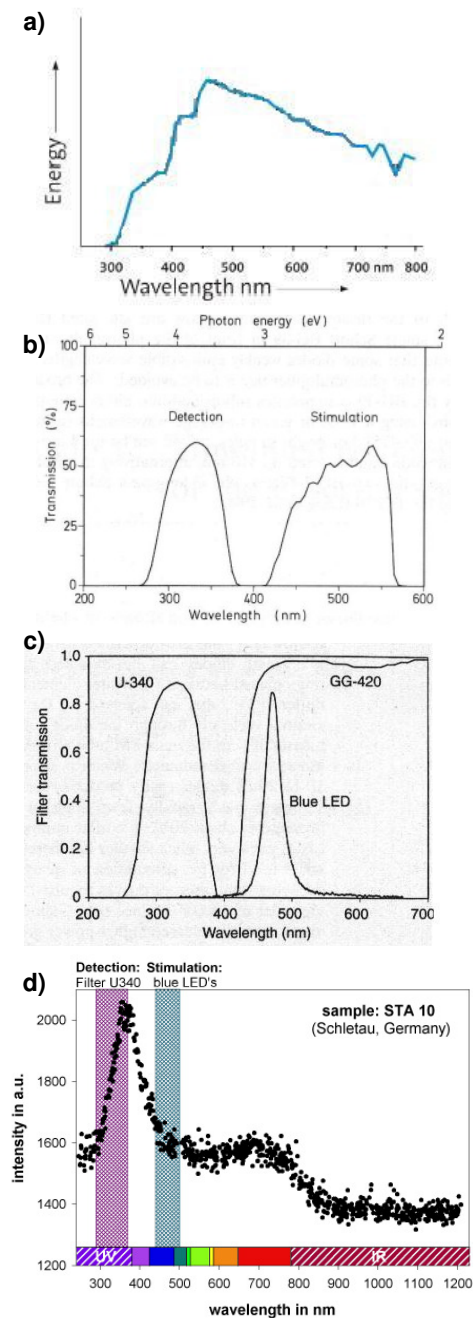 a)
Energy
300 400 500 600 700 nm 800
Wavelength nm
b)
Photon energy (eV)
6 5 4 3 2
100
75
50
25
0
Transmission (%)
Detection
Stimulation
200 300 400 500 600
Wavelength (nm)
c)
1.0
0.8
0.6
0.4
0.2
0
Filter transmission
U-340
GG-420
Blue LED
200 300 400 500 600 700
Wavelength (nm)
d)
Detection: Stimulation:
Filter U340 blue LED's
sample: STA 10
(Schletau, Germany)
2000
1800
1600
1400
1200
intensity in a.u.
UV
IR
300 400 500 600 700 800 900 1000 1100 1200
wavelength in nm